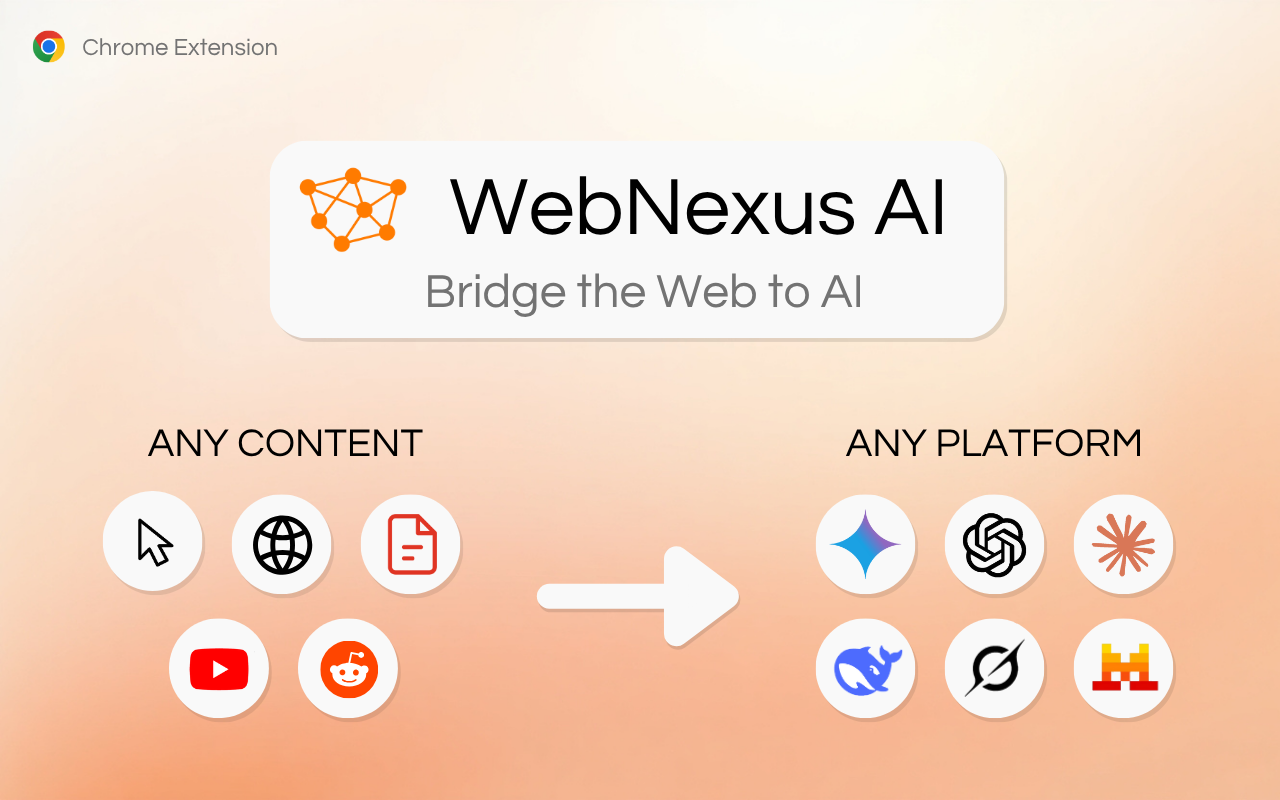 Chrome Extension
WebNexus AI
Bridge the Web to AI
ANY CONTENT
ANY PLATFORM